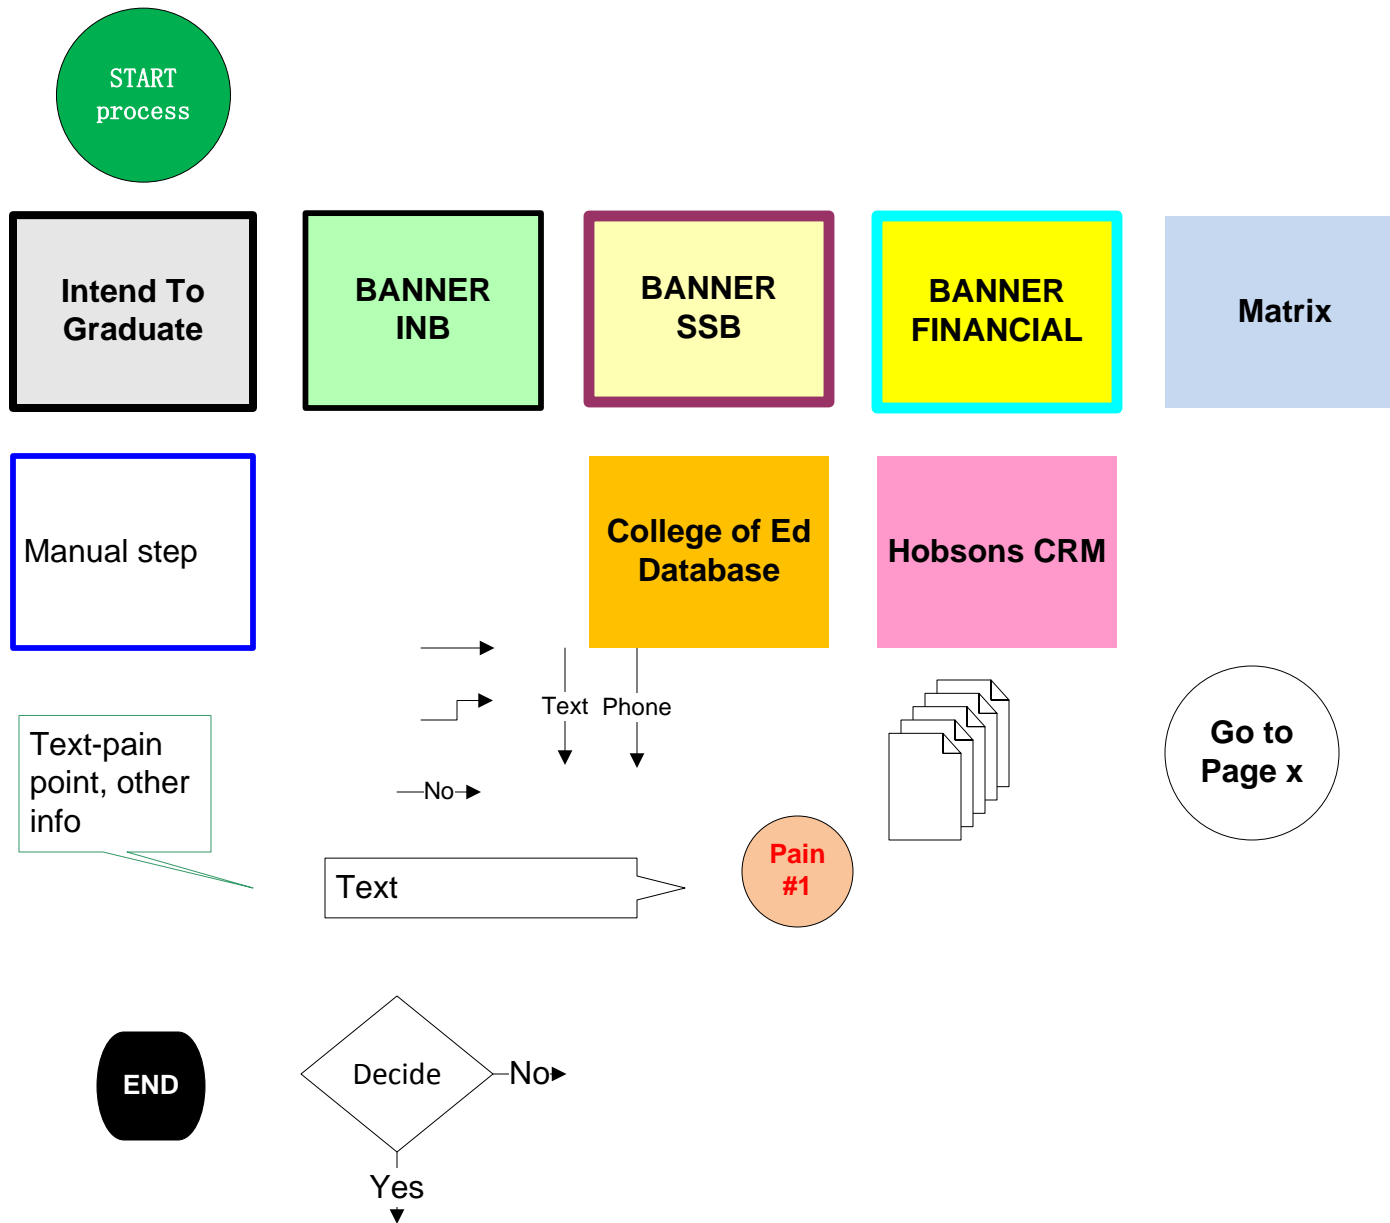 START
process
Intend To
Graduate
BANNER
INB
BANNER
SSB
BANNER
FINANCIAL
Matrix
Manual step
College of Ed
Database
Hobsons CRM
Text-pain
point, other
info
Text
Phone
No
Go to
Page x
Text
Pain
#1
END
Decide
No
Yes